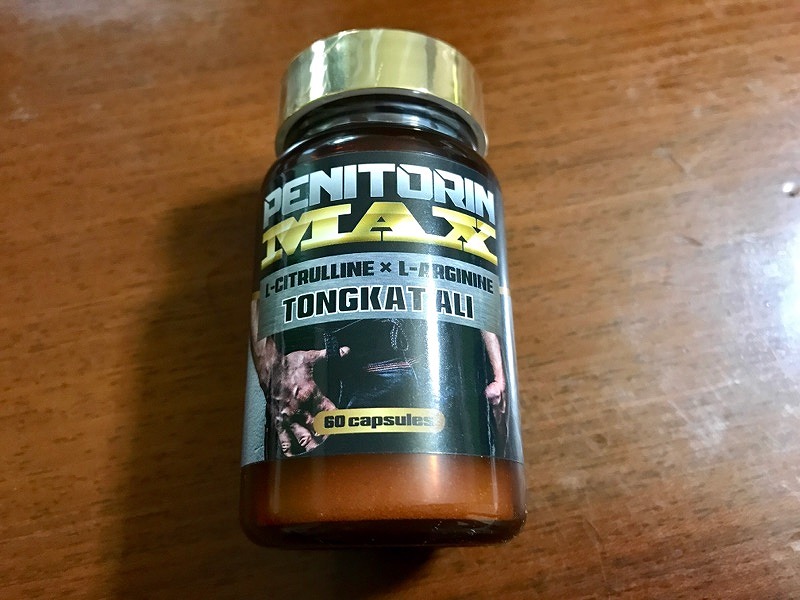 PENITORIN
MAX
L-CITRULLINE × L-ARGININE
TONGKAT ALI
60 capsules